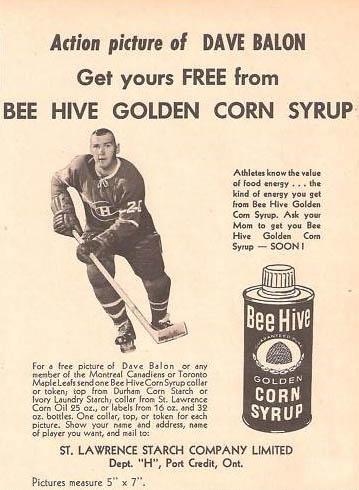 Action picture of DAVE BALON
Get yours FREE from
BEE HIVE GOLDEN CORN SYRUP
Athletes know the value
of food energy . . . the
kind of energy you get
from Bee Hive Golden
Corn Syrup. Ask your
Mom to get you Bee
Hive Golden Corn
Syrup — SOON!
H
20
Bee Hive
GOLDEN
CORN
SYRUP
For a free picture of Dave Balon or any
member of the Montreal Canadiens or Toronto
Maple Leafs send one Bee Hive Corn Syrup collar
or token; top from Durham Corn Starch or
Ivory Laundry Starch; collar from St. Lawrence
Corn Oil 25 oz., or labels from 16 oz. and 32
oz. bottles. One collar, top, or token for each
picture. Show your name and address, name
of player you want, and mail to:
ST. LAWRENCE STARCH COMPANY LIMITED
Dept. "H", Port Credit, Ont.
Pictures measure 5" x 7".